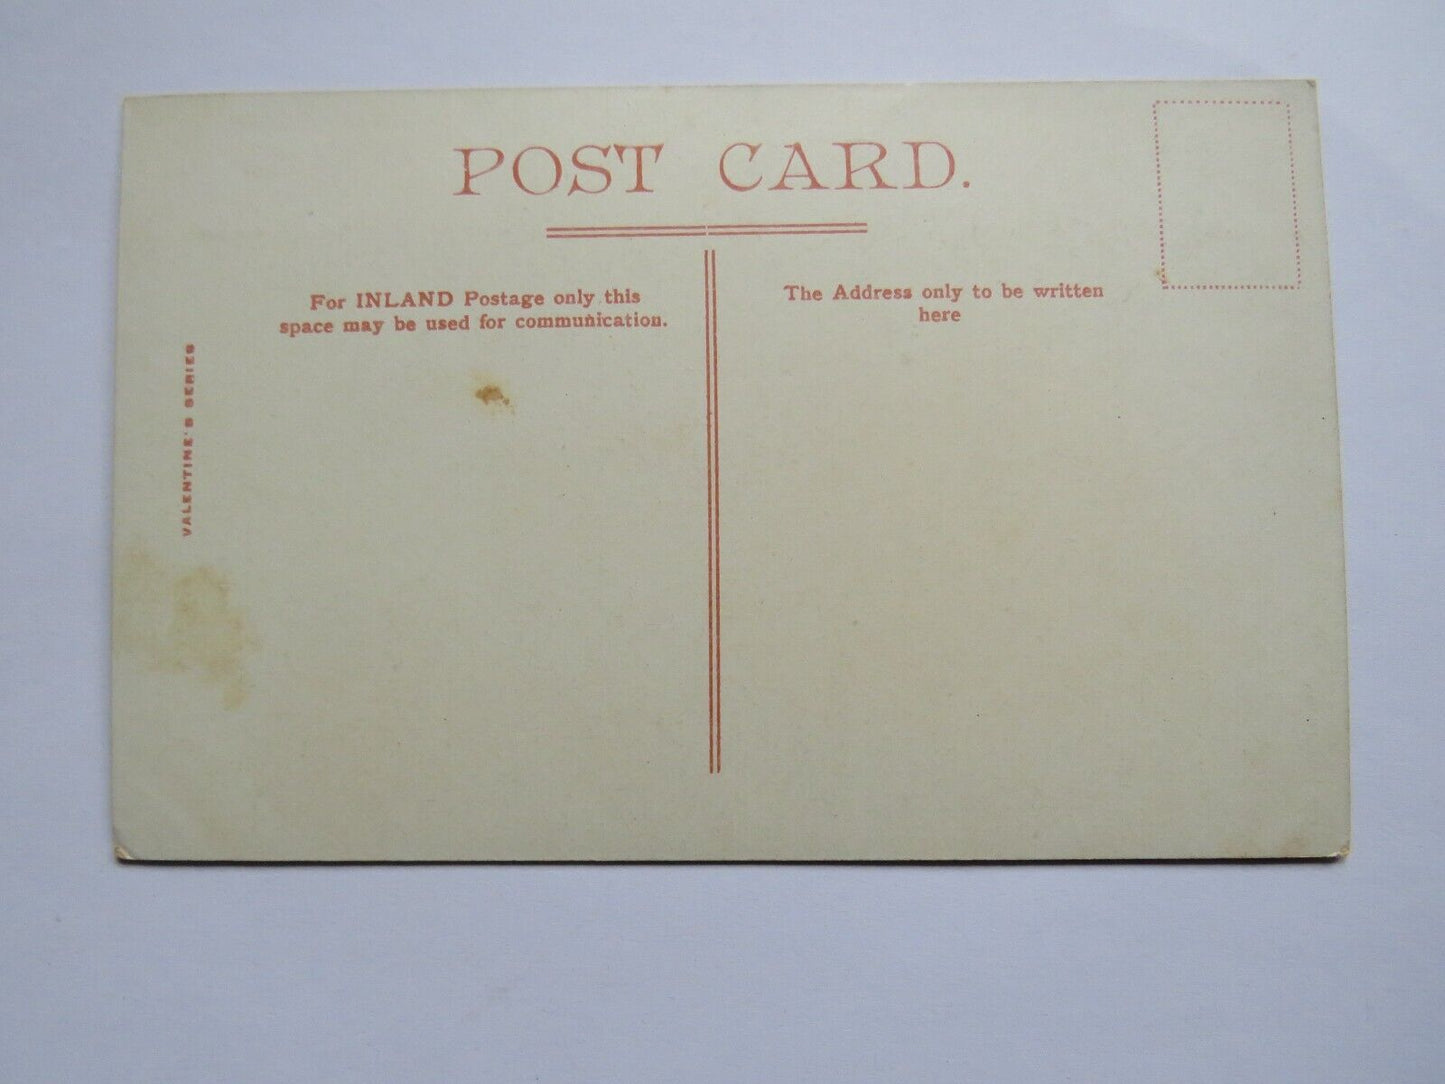 POST CARD.
For INLAND Postage only this
space may be used for communication.
The Address only to be written
here
VALENTINE'S SERIES